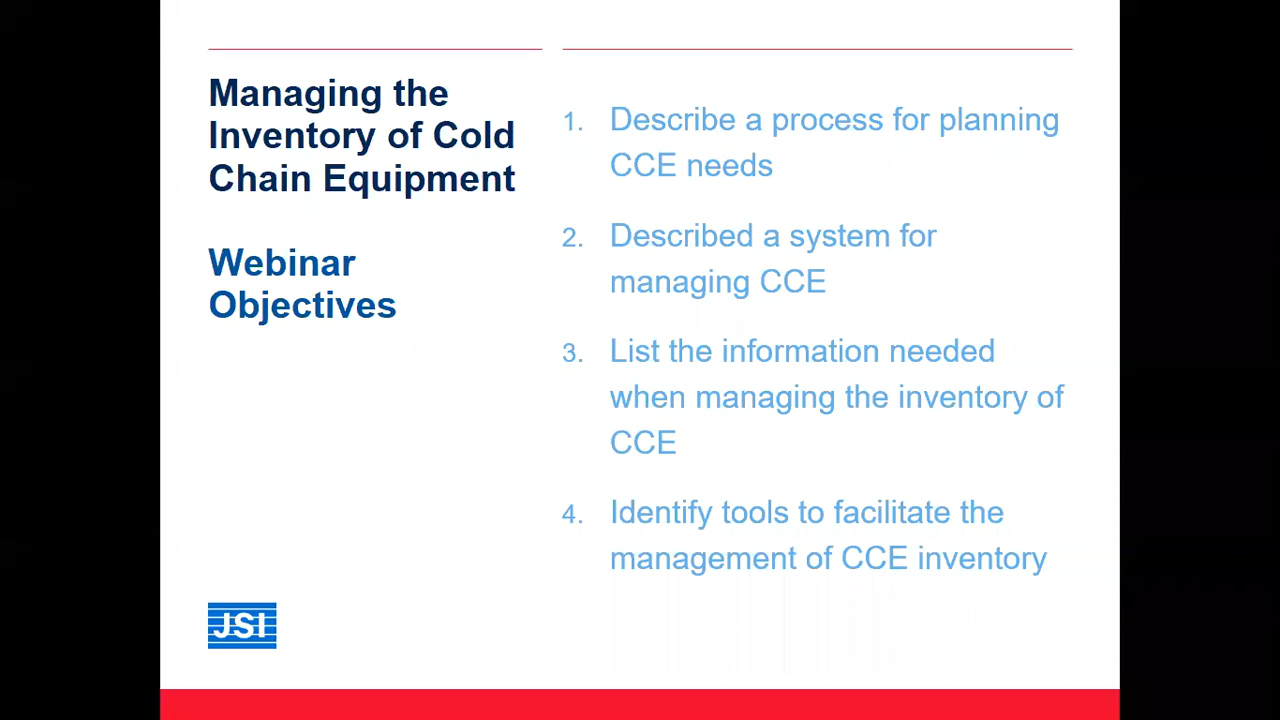 Managing the
Inventory of Cold
Chain Equipment
Webinar
Objectives
1. Describe a process for planning
CCE needs
2. Described a system for
managing CCE
3. List the information needed
when managing the inventory of
CCE
4. Identify tools to facilitate the
management of CCE inventory
JSI